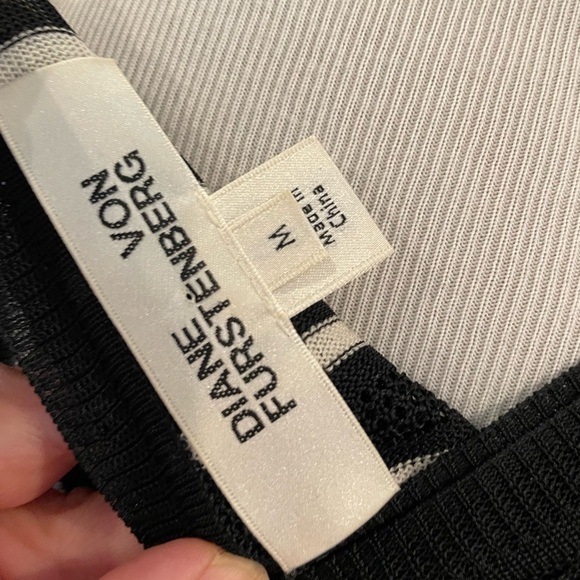 DIANE VON
FURSTENBERG
M
Made in
China